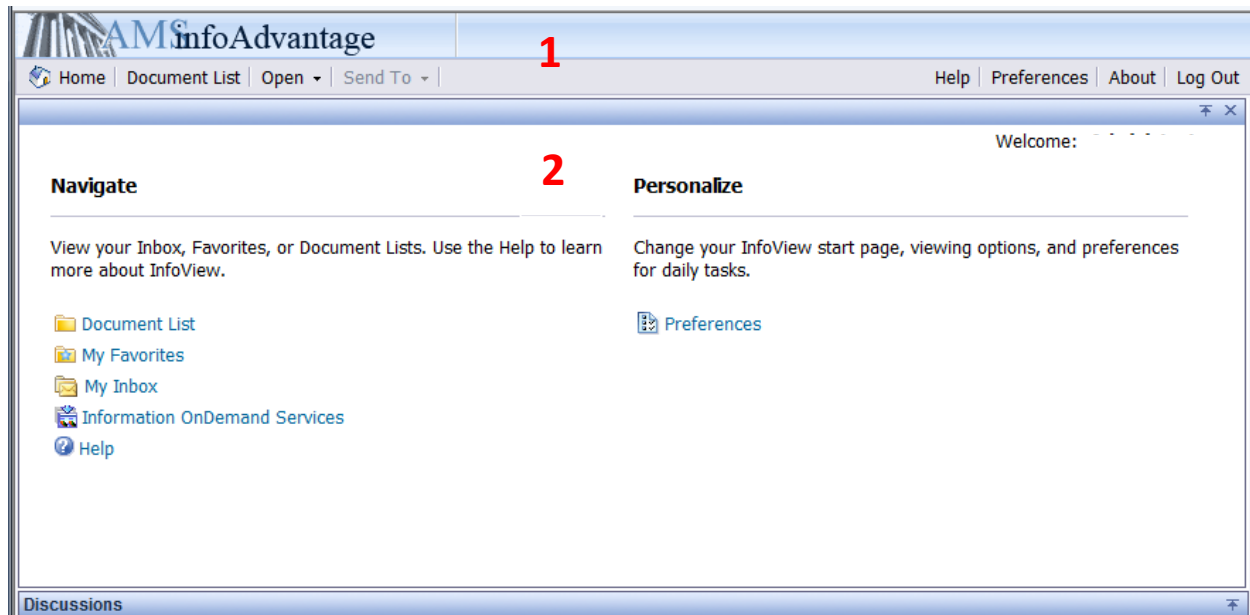 AMSinfoAdvantage
1
Home Document List Open Send To Help Preferences About Log Out
Welcome:
2
Navigate
View your Inbox, Favorites, or Document Lists. Use the Help to learn
more about InfoView.
Document List
My Favorites
My Inbox
Information OnDemand Services
Help
Personalize
Change your InfoView start page, viewing options, and preferences
for daily tasks.
Preferences
Discussions